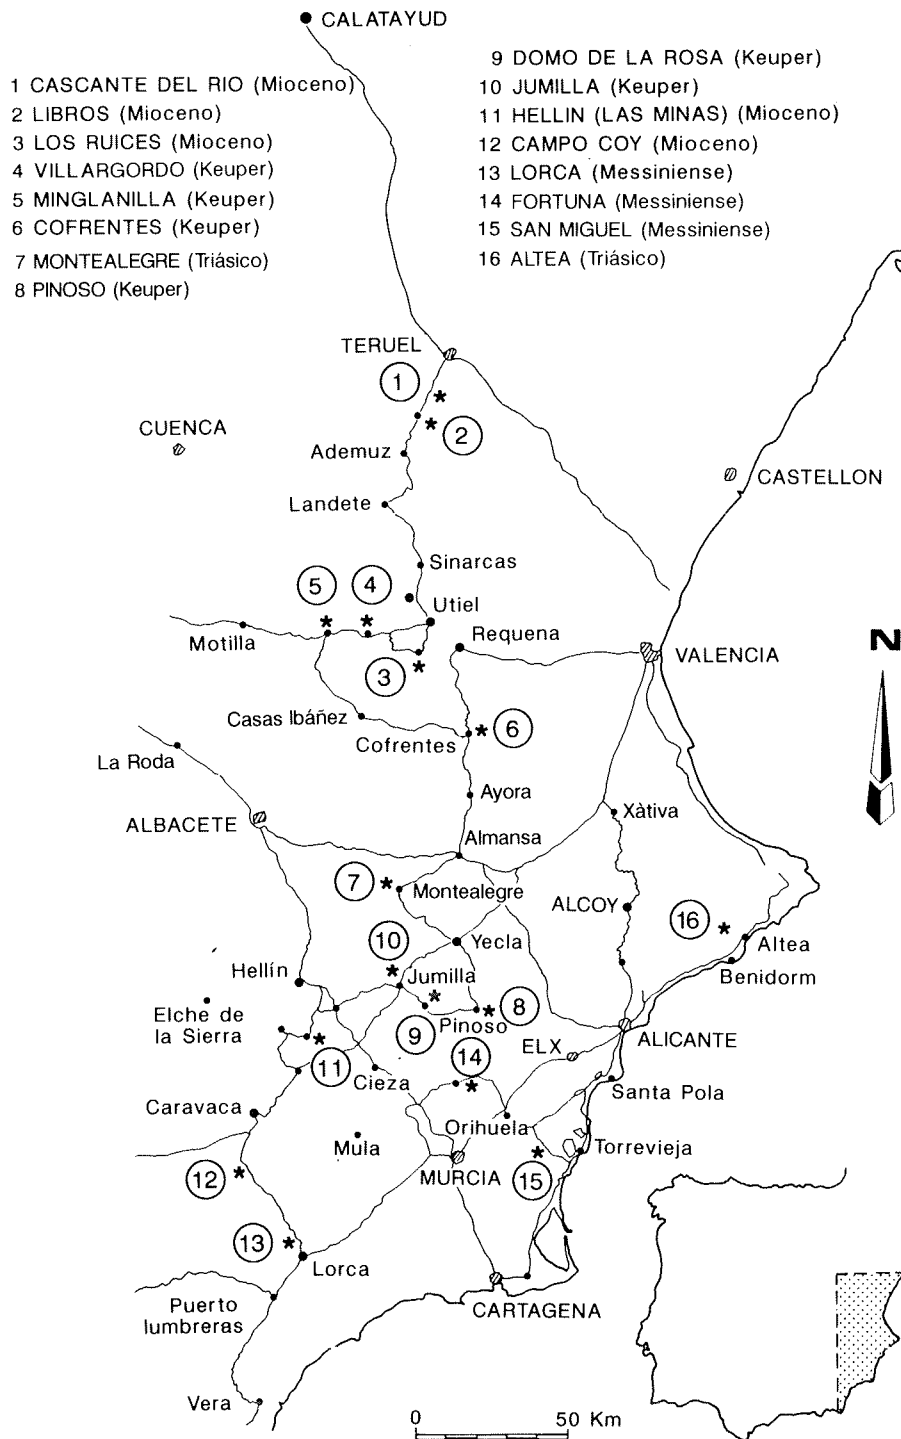 CALATAYUD
1 CASCANTE DEL RIO (Mioceno)
2 LIBROS (Mioceno)
3 LOS RUICES (Mioceno)
4 VILLARGORDO (Keuper)
5 MINGLANILLA (Keuper)
6 COFRENTES (Keuper)
7 MONTEALEGRE (Triásico)
8 PINOSO (Keuper)
9 DOMO DE LA ROSA (Keuper)
10 JUMILLA (Keuper)
11 HELLIN (LAS MINAS) (Mioceno)
12 CAMPO COY (Mioceno)
13 LORCA (Messiniense)
14 FORTUNA (Messiniense)
15 SAN MIGUEL (Messiniense)
16 ALTEA (Triásico)
TERUEL
1
CUENCA
2
Ademuz
CASTELLON
Landete
Sinarcas
5
4
Utiel
Motilla
Requena
VALENCIA
N
3
Casas Ibáñez
6
Cofrentes
La Roda
Ayora
Xàtiva
ALBACETE
Almansa
7
Montealegre
ALCOY
16
10
Yecla
Altea
Benidorm
Hellín
Jumilla
Elche de
la Sierra
9
Pinoso
8
ALICANTE
14
ELX
11
Cieza
Santa Pola
Caravaca
Orihuela
Mula
Torrevieja
12
MURCIA
15
13
Lorca
Puerto
lumbreras
CARTAGENA
Vera
0 50 Km